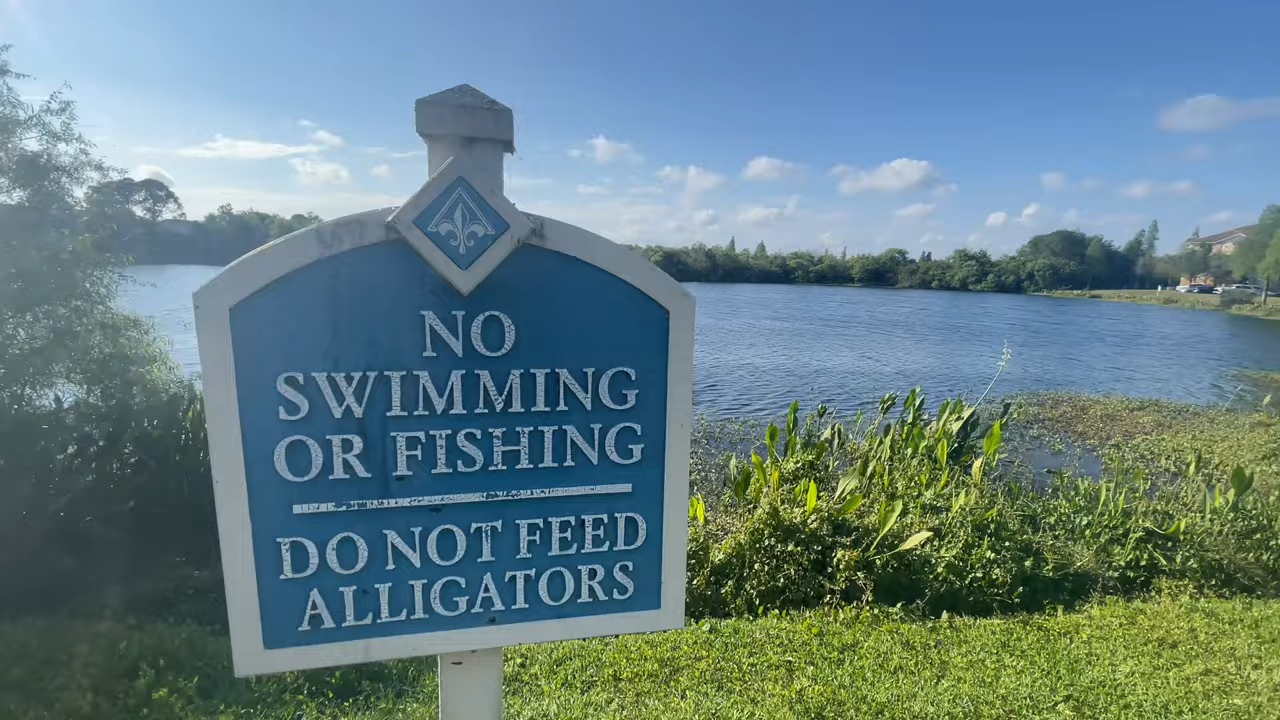 NO
SWIMMING
OR FISHING
DO NOT FEED
ALLIGATORS